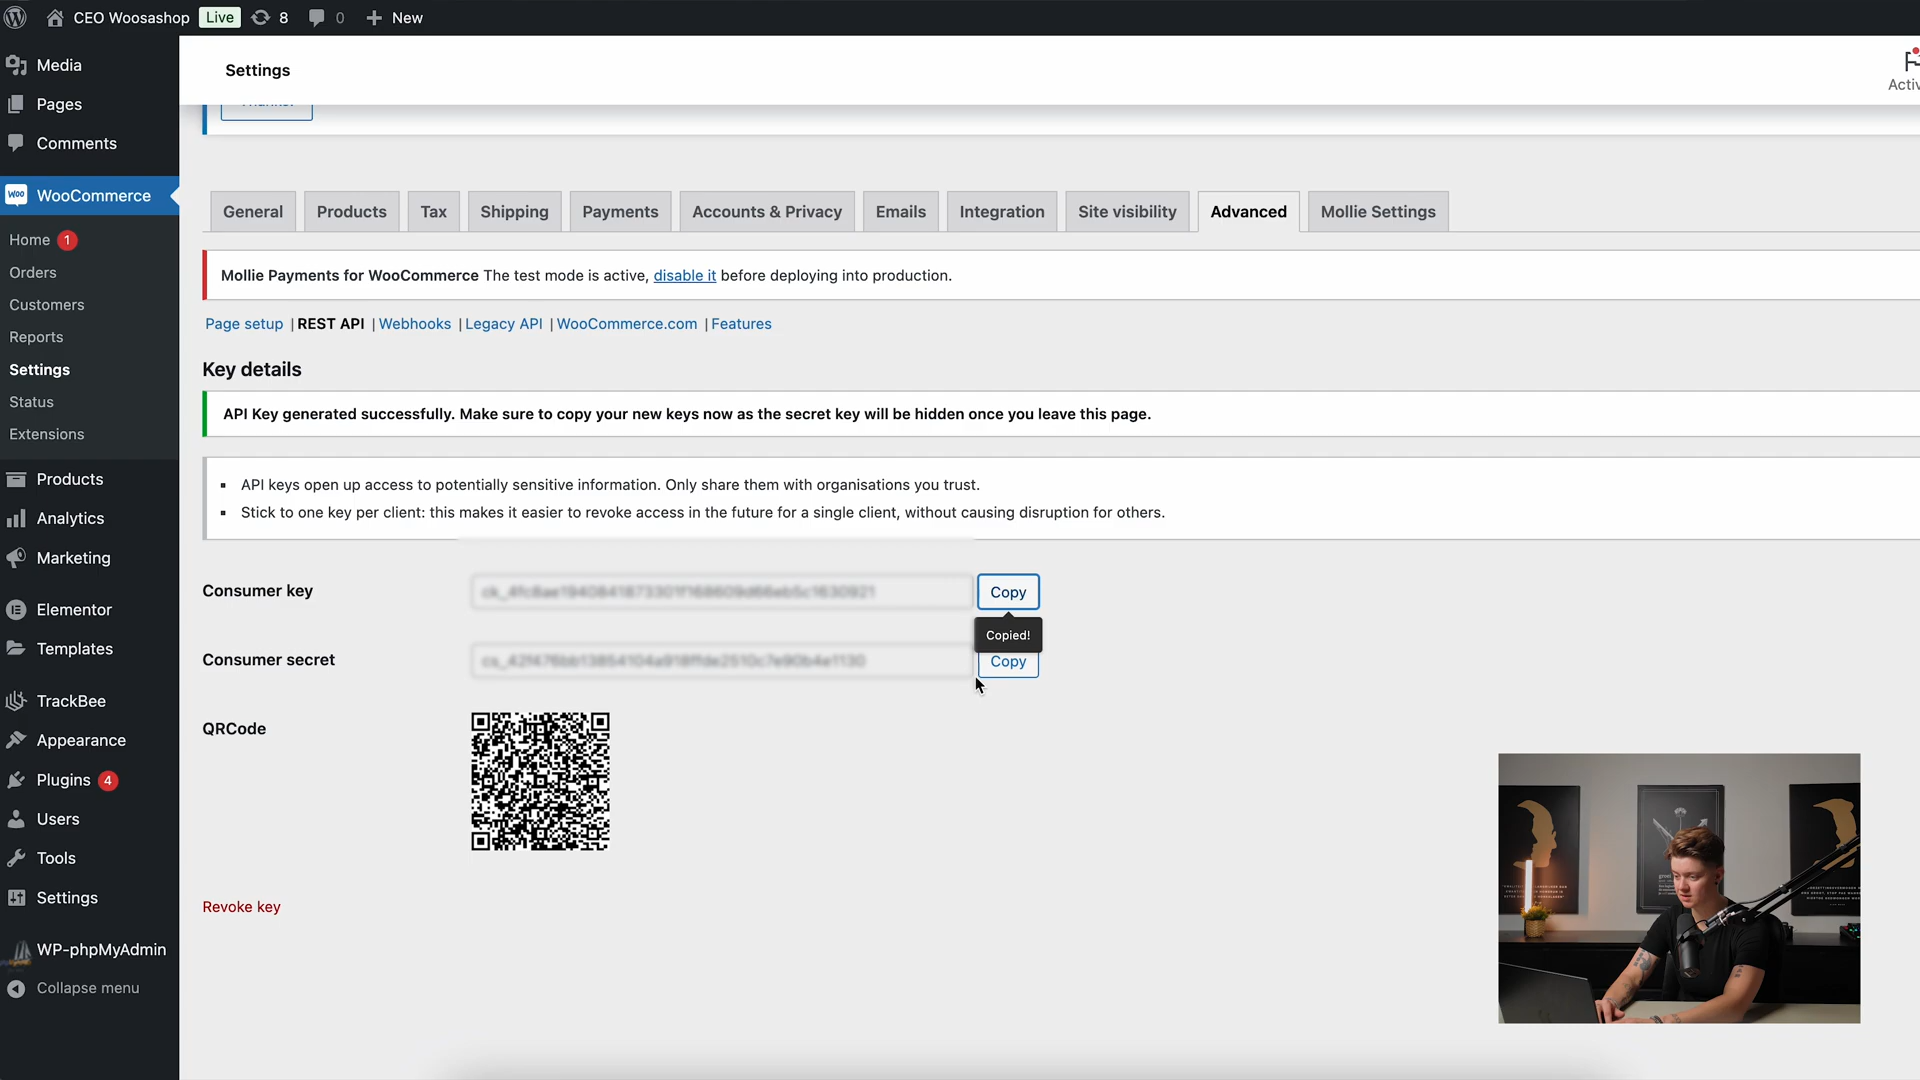 CEO Woosashop Live 8 0 New
Media
Pages
Comments
WooCommerce
Home 1
Orders
Customers
Reports
Settings
Status
Extensions
Products
Analytics
Marketing
Elementor
Templates
TrackBee
Appearance
Plugins 4
Users
Tools
Settings
WP-phpMyAdmin
Collapse menu
Settings
General Products Tax Shipping Payments Accounts & Privacy Emails Integration Site visibility Advanced Mollie Settings
Mollie Payments for WooCommerce The test mode is active, disable it before deploying into production.
Page setup | REST API | Webhooks | Legacy API | WooCommerce.com | Features
Key details
API Key generated successfully. Make sure to copy your new keys now as the secret key will be hidden once you leave this page.
API keys open up access to potentially sensitive information. Only share them with organisations you trust.
Stick to one key per client: this makes it easier to revoke access in the future for a single client, without causing disruption for others.
Consumer key
Copy
Copied!
Consumer secret
Copy
QRCode
Revoke key